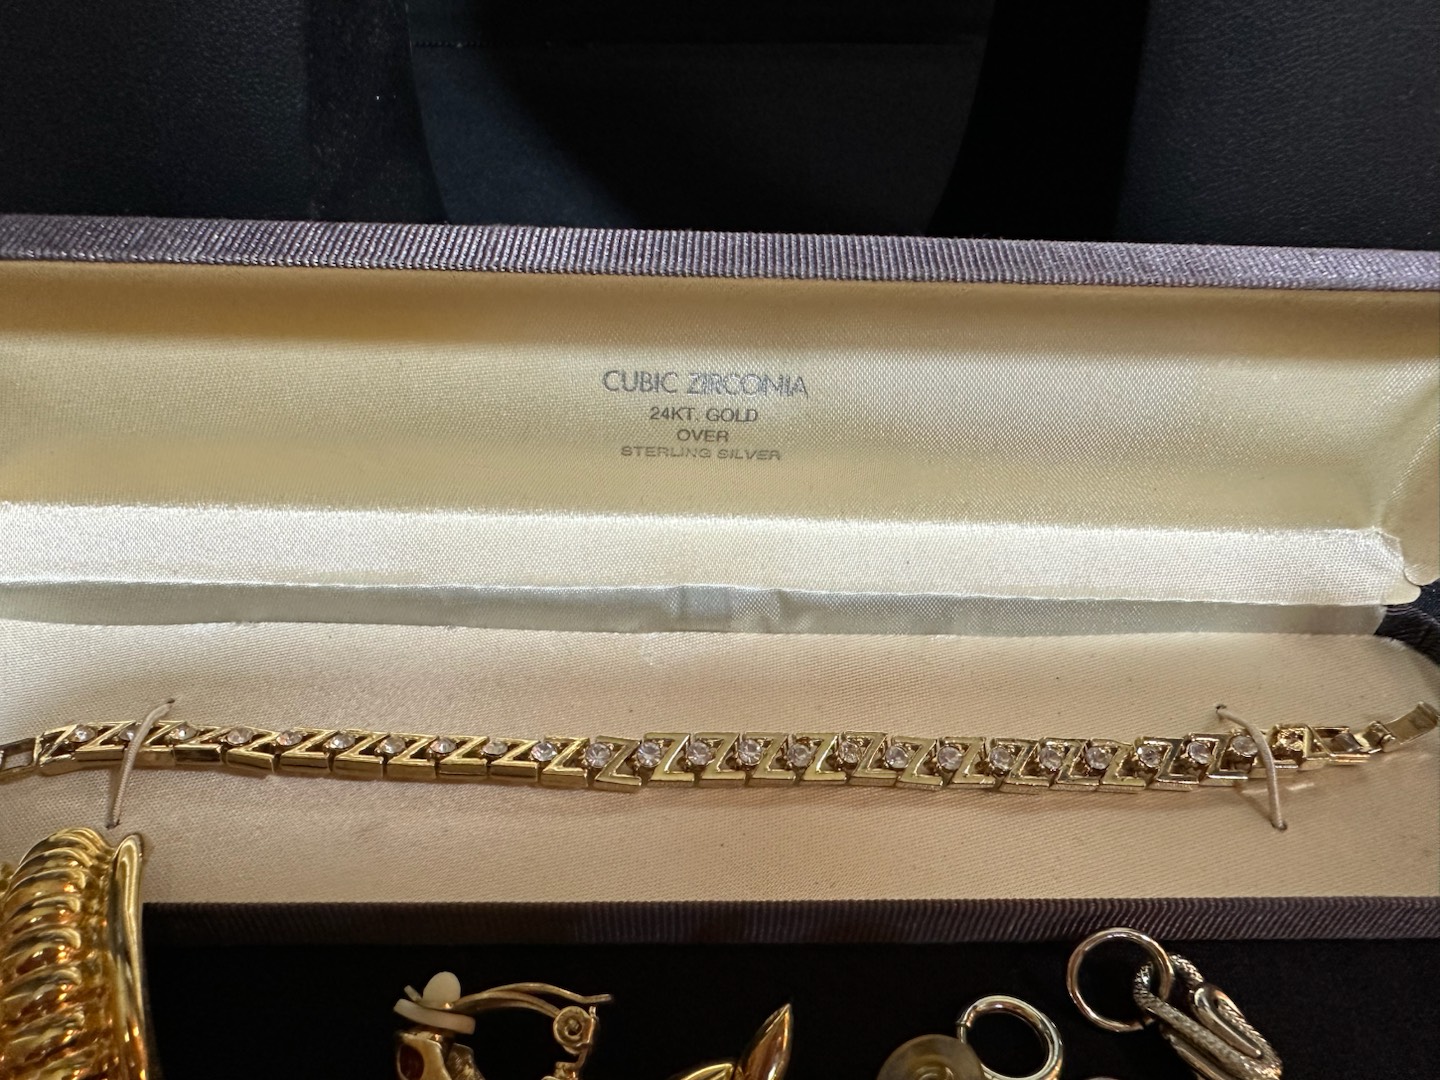 CUBIC ZIRCONIA
24KT. GOLD
OVER
STERLING SILVER